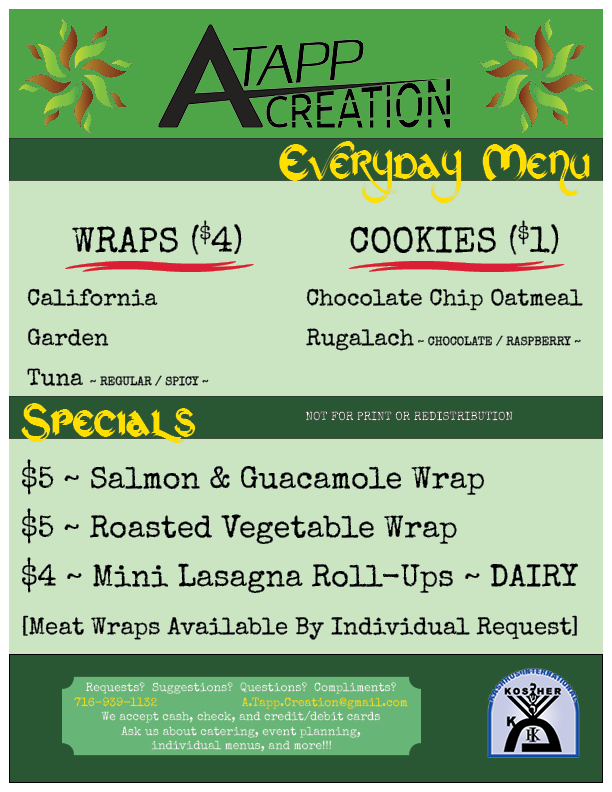 ATAPP
CREATION
Everyday Menu
WRAPS ($4)
California
Garden
Tuna ~ REGULAR / SPICY ~
COOKIES ($1)
Chocolate Chip Oatmeal
Rugalach ~ CHOCOLATE / RASPBERRY ~
Specials
NOT FOR PRINT OR REDISTRIBUTION
$5 ~ Salmon & Guacamole Wrap
$5 ~ Roasted Vegetable Wrap
$4 ~ Mini Lasagna Roll-Ups ~ DAIRY
[Meat Wraps Available By Individual Request]
Requests? Suggestions? Questions? Compliments?
716-939-1132 A.Tapp.Creation@gmail.com
We accept cash, check, and credit/debit cards
Ask us about catering, event planning,
individual menus, and more!!!
KOSHER
K